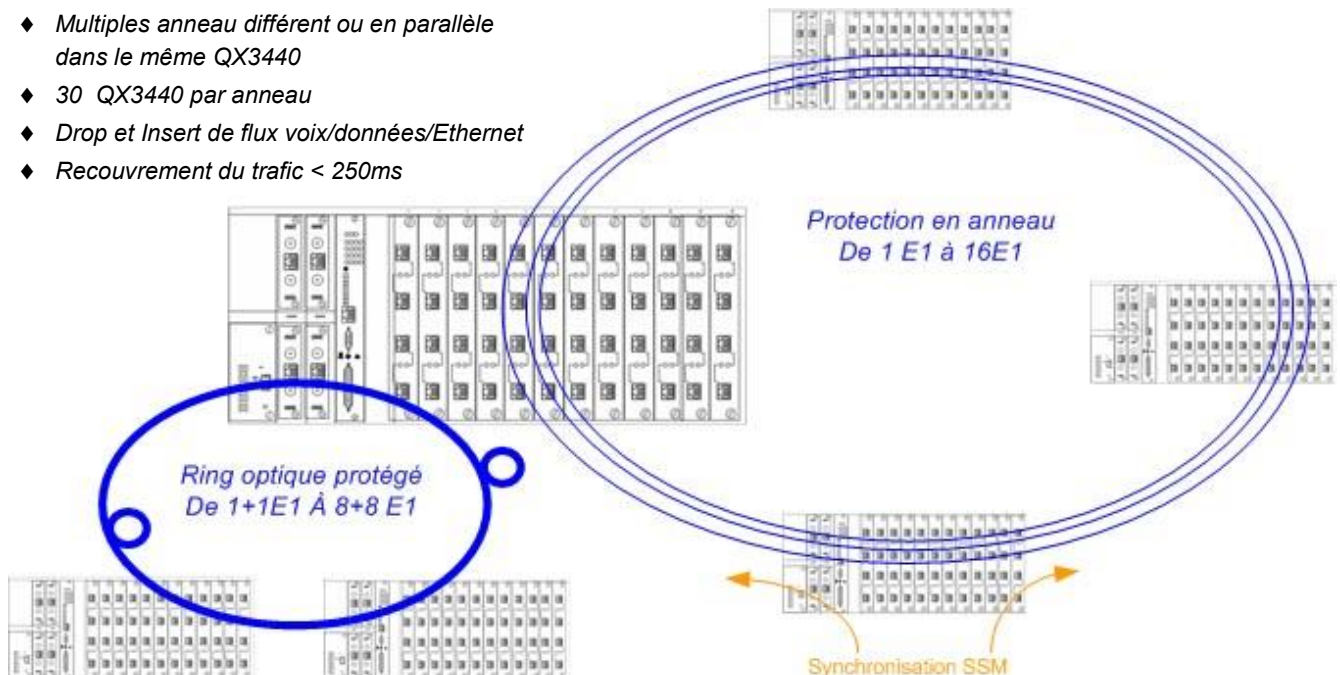 ♦ Multiples anneau différent ou en parallèle
dans le même QX3440
♦ 30 QX3440 par anneau
♦ Drop et Insert de flux voix/données/Ethernet
♦ Recouvrement du trafic < 250ms
Protection en anneau
De 1 E1 à 16E1
Ring optique protégé
De 1+1E1 À 8+8 E1
Synchronisation SSM